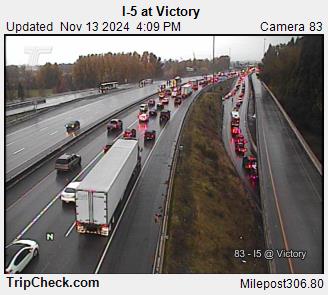 I-5 at Victory
Updated  Nov 13 2024  4:09 PM
Camera 83
N
83 - I5 @ Victory
TripCheck.com
Milepost306.80